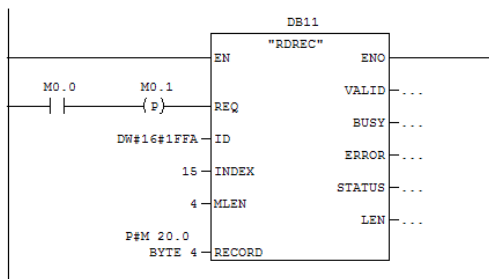 DB11
"RDREC"
EN ENO
M0.0 M0.1 VALID ...
P REQ BUSY ...
DW#16#1FFA ID ERROR ...
15 INDEX STATUS ...
4 MLEN LEN ...
P#M 20.0
BYTE 4 RECORD